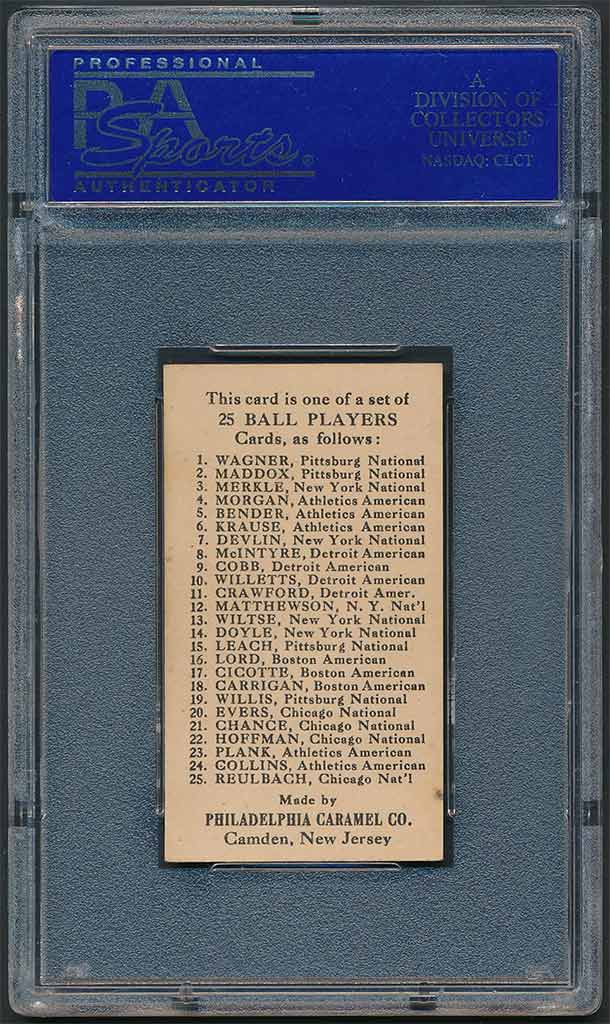 PROFESSIONAL
PSA
Sports®
AUTHENTICATOR
A
DIVISION OF
COLLECTORS
UNIVERSE
NASDAQ: CLCT
This card is one of a set of
25 BALL PLAYERS
Cards, as follows:
1. WAGNER, Pittsburg National
2. MADDOX, Pittsburg National
3. MERKLE, New York National
4. MORGAN, Athletics American
5. BENDER, Athletics American
6. KRAUSE, Athletics American
7. DEVLIN, New York National
8. McINTYRE, Detroit American
9. COBB, Detroit American
10. WILLETTS, Detroit American
11. CRAWFORD, Detroit Amer.
12. MATTHEWSON, N. Y. Nat'l
13. WILTSE, New York National
14. DOYLE, New York National
15. LEACH, Pittsburg National
16. LORD, Boston American
17. CICOTTE, Boston American
18. CARRIGAN, Boston American
19. WILLIS, Pittsburg National
20. EVERS, Chicago National
21. CHANCE, Chicago National
22. HOFFMAN, Chicago National
23. PLANK, Athletics American
24. COLLINS, Athletics American
25. REULBACH, Chicago Nat'l
Made by
PHILADELPHIA CARAMEL CO.
Camden, New Jersey